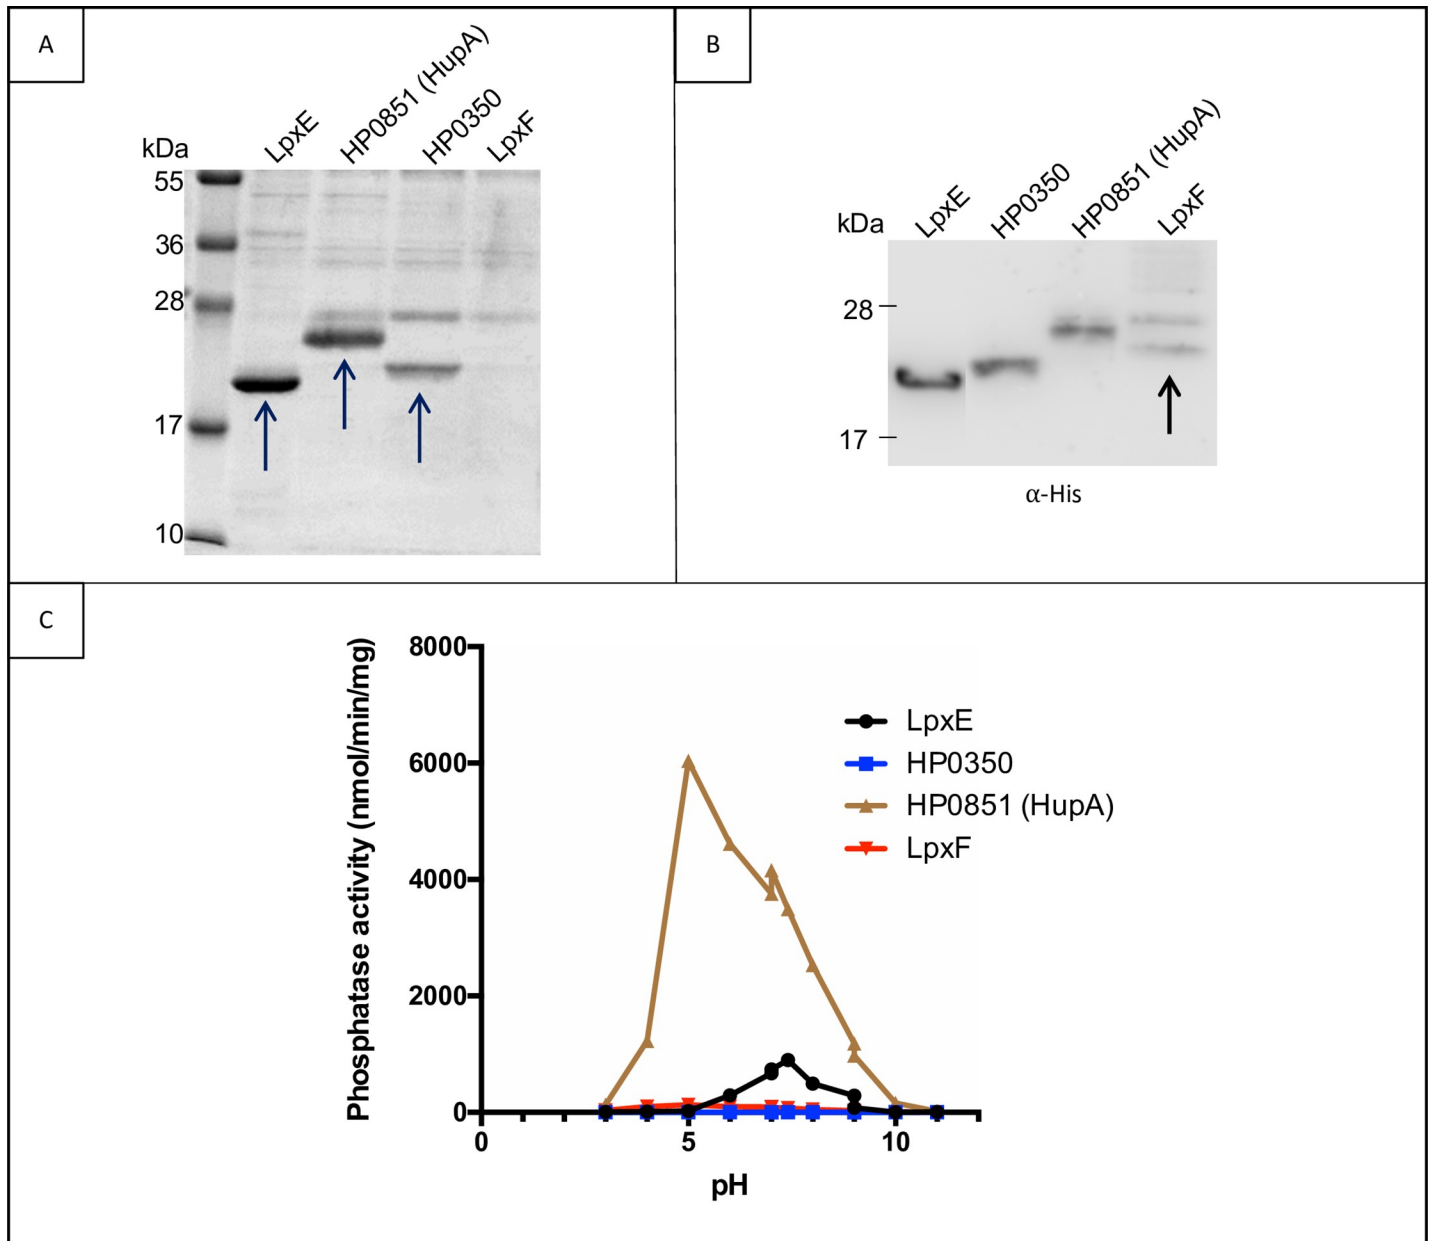 A
kDa
LpxE
HP0851 (HupA)
HP0350
LpxF
55
36
28
17
10
B
kDa
LpxE
HP0350
HP0851 (HupA)
LpxF
28
17
α-His
C
Phosphatase activity (nmol/min/mg)
8000
6000
4000
2000
0
0
5
10
pH
LpxE
HP0350
HP0851 (HupA)
LpxF